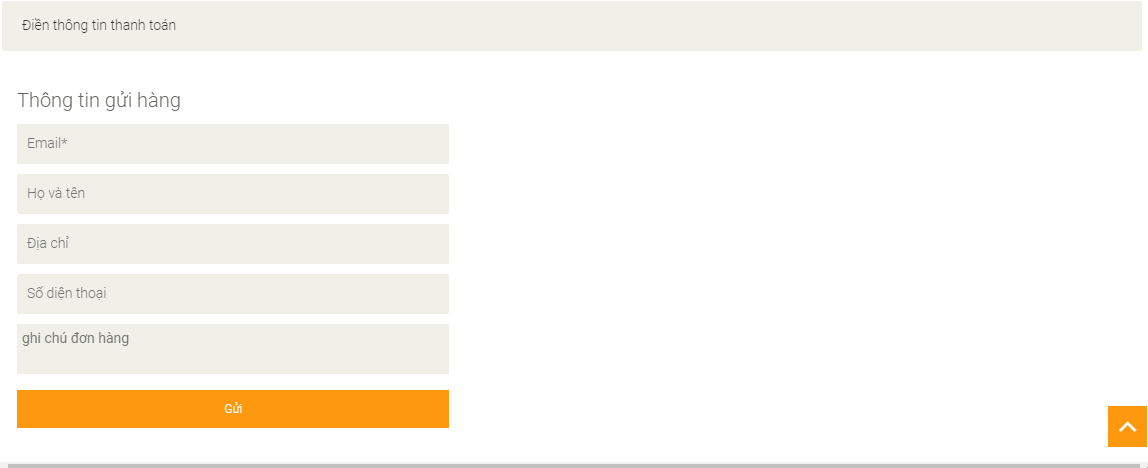 Điền thông tin thanh toán
Thông tin gửi hàng
Email*
Họ và tên
Địa chỉ
Số diện thoại
ghi chú đơn hàng
Gửi